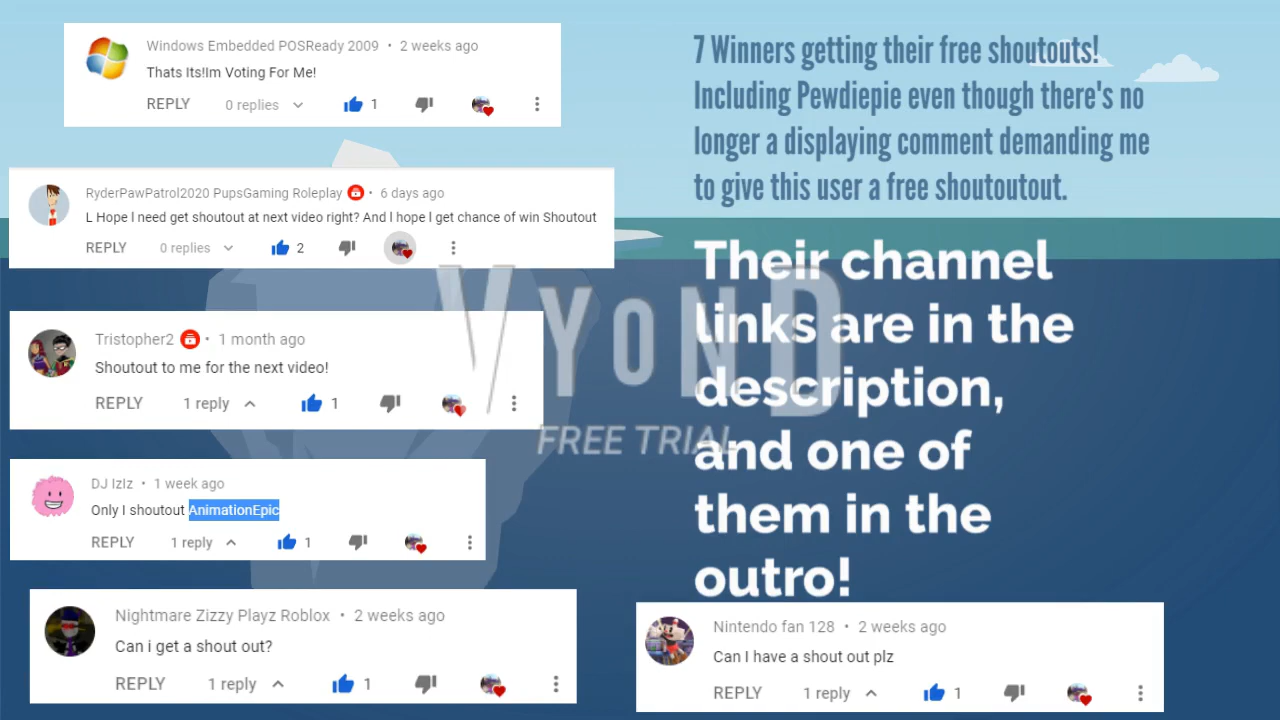 Windows Embedded POSReady 2009 • 2 weeks ago
Thats Its!Im Voting For Me!
REPLY 0 replies 1
RyderPawPatrol2020 PupsGaming Roleplay • 6 days ago
L Hope l need get shoutout at next video right? And l hope l get chance of win Shoutout
REPLY 0 replies 2
Tristopher2 • 1 month ago
Shoutout to me for the next video!
REPLY 1 reply 1
DJ Iziz • 1 week ago
Only I shoutout AnimationEpic
REPLY 1 reply 1
Nightmare Zizzy Playz Roblox • 2 weeks ago
Can i get a shout out?
REPLY 1 reply 1
7 Winners getting their free shoutouts!
Including Pewdiepie even though there's no
longer a displaying comment demanding me
to give this user a free shoutoutout.
Their channel
links are in the
description,
and one of
them in the
outro!
VYOND
FREE TRIAL
Nintendo fan 128 • 2 weeks ago
Can I have a shout out plz
REPLY 1 reply 1